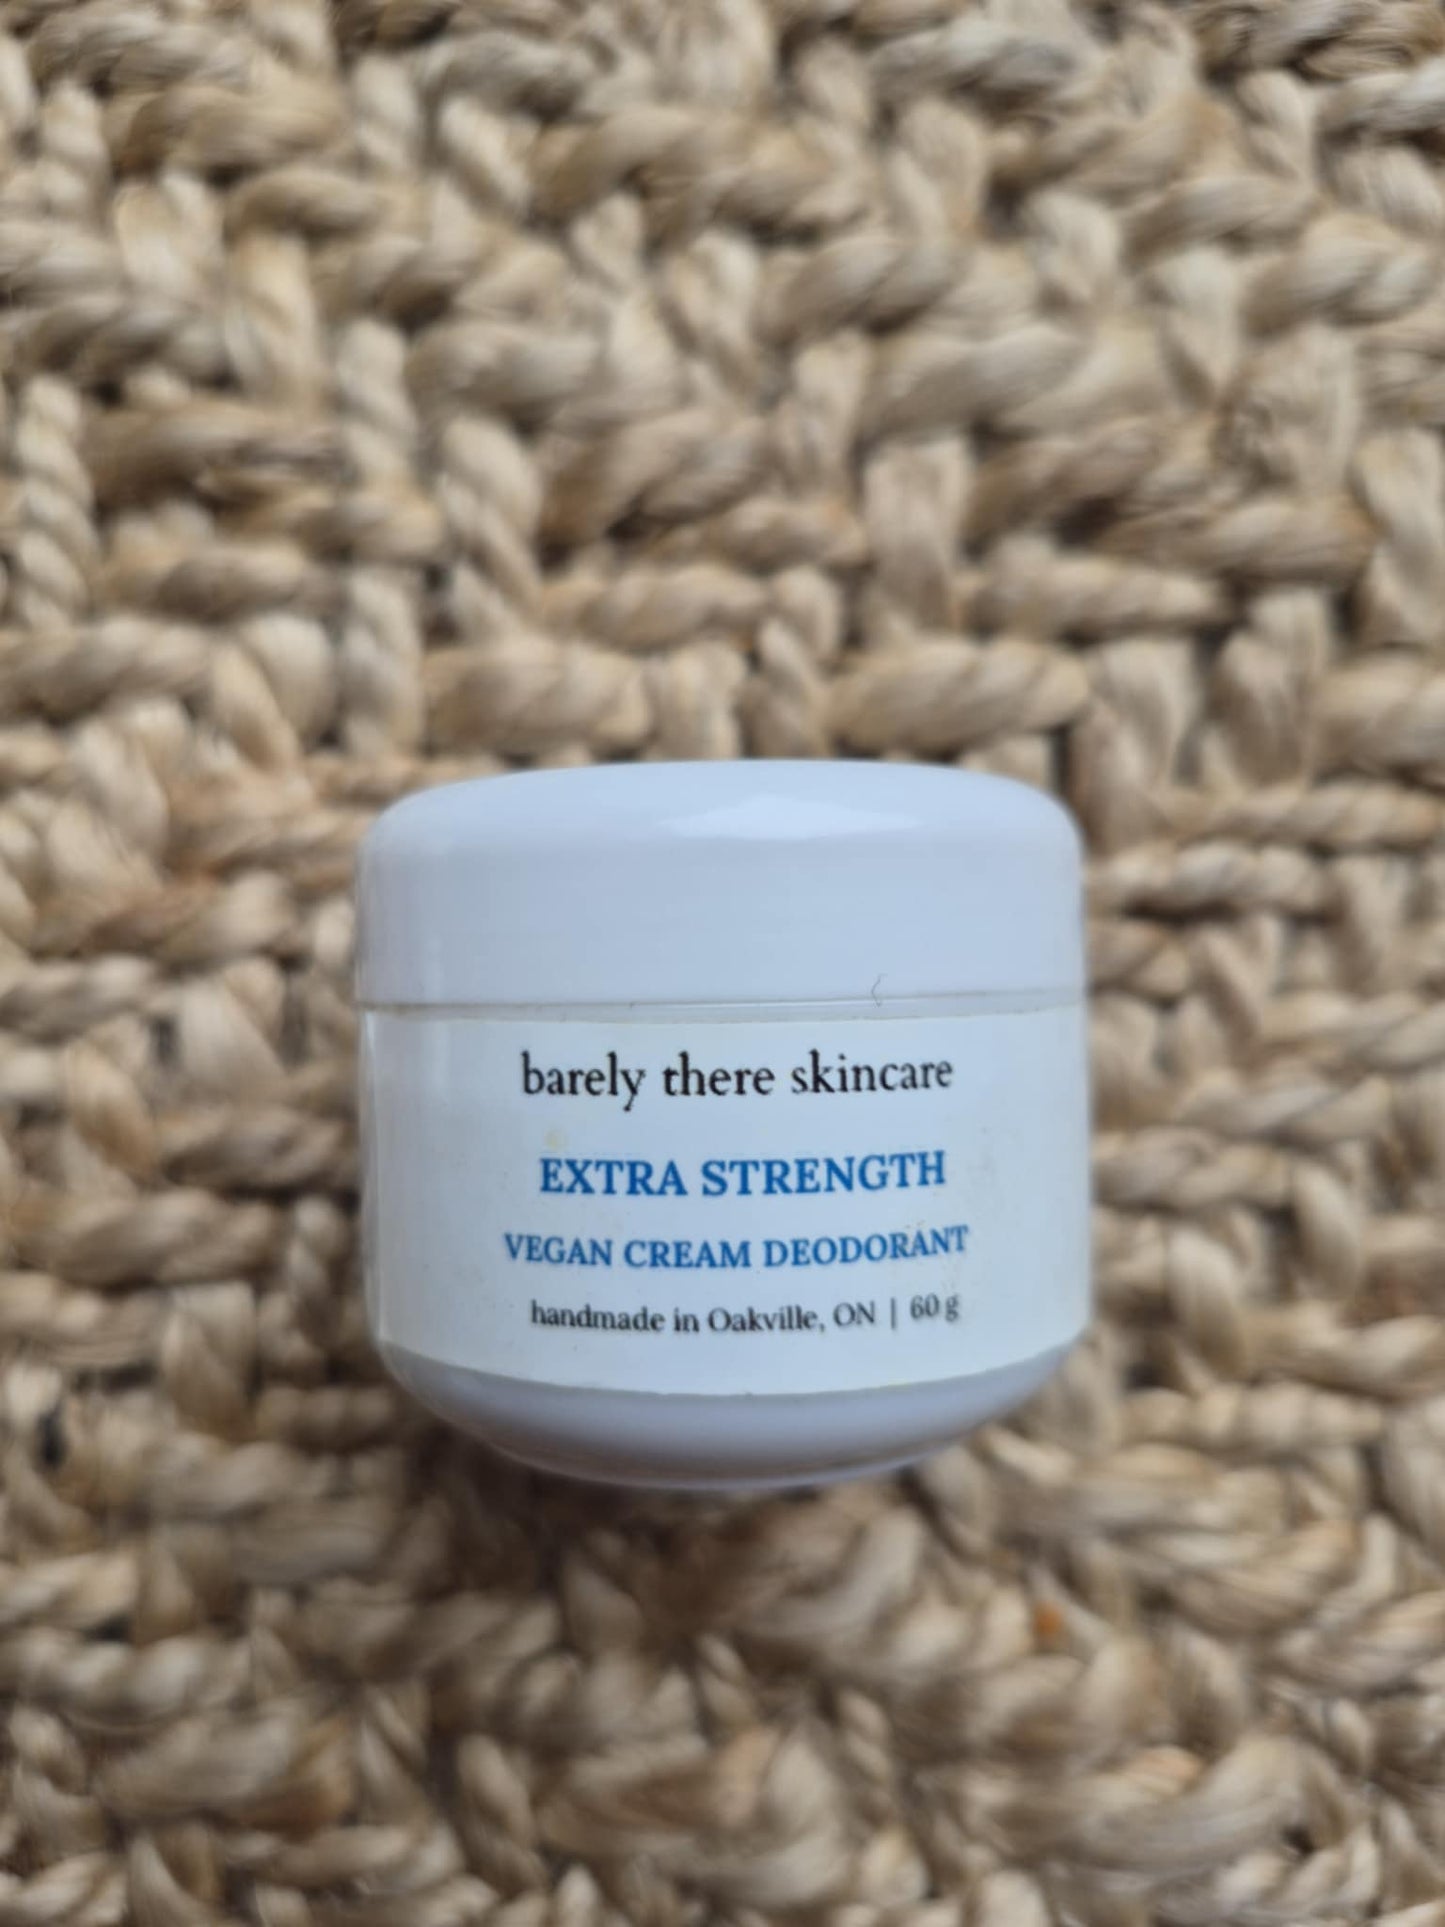 barely there skincare
EXTRA STRENGTH
VEGAN CREAM DEODORANT
handmade in Oakville, ON | 60 g